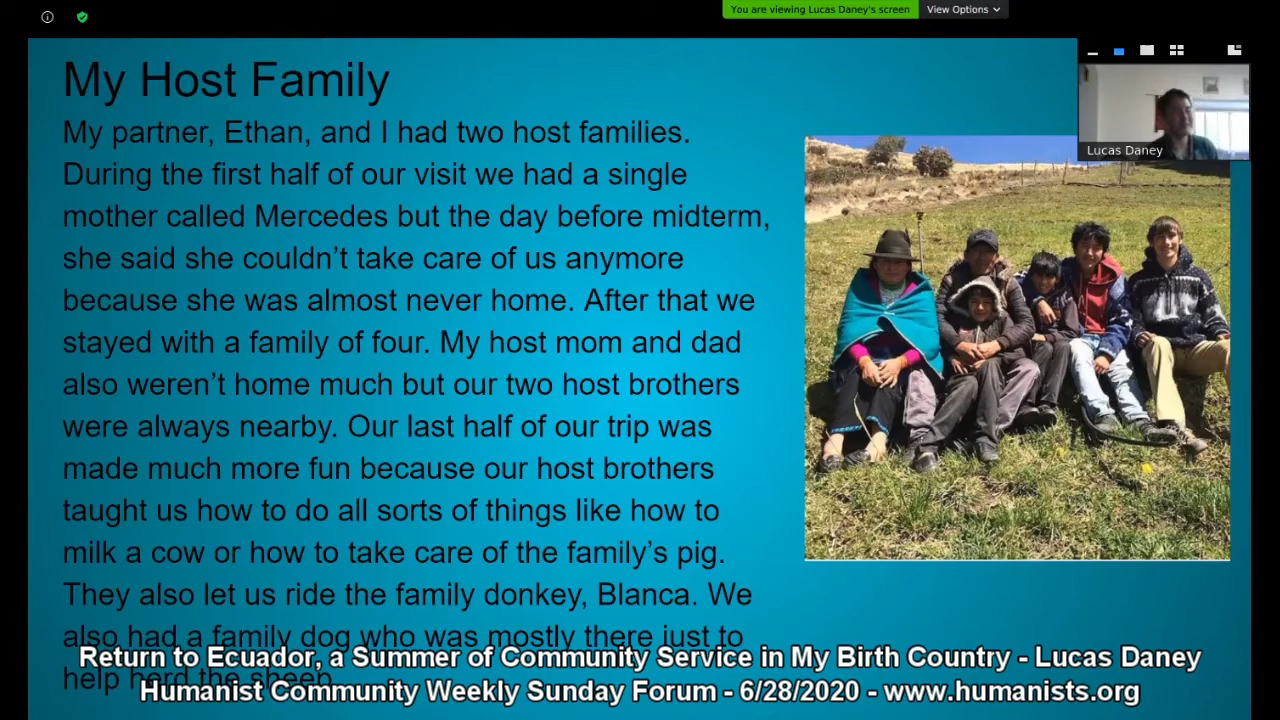 You are viewing Lucas Daney's screen
View Options
My Host Family
My partner, Ethan, and I had two host families.
During the first half of our visit we had a single
mother called Mercedes but the day before midterm,
she said she couldn't take care of us anymore
because she was almost never home. After that we
stayed with a family of four. My host mom and dad
also weren't home much but our two host brothers
were always nearby. Our last half of our trip was
made much more fun because our host brothers
taught us how to do all sorts of things like how to
milk a cow or how to take care of the family's pig.
They also let us ride the family donkey, Blanca. We
also had a family dog who was mostly there just to
help herd the sheep.
Lucas Daney
Return to Ecuador, a Summer of Community Service in My Birth Country - Lucas Daney
Humanist Community Weekly Sunday Forum - 6/28/2020 - www.humanists.org